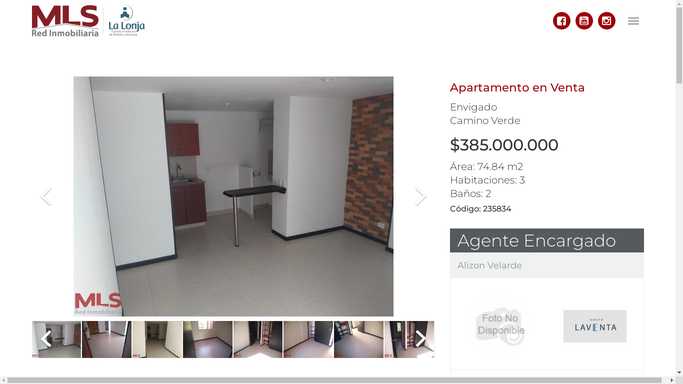 MLS
Red Inmobiliaria
La Lonja
Apartamento en Venta
Envigado
Camino Verde
$385.000.000
Área: 74.84 m2
Habitaciones: 3
Baños: 2
Código: 235834
MLS
Red Inmobiliaria
Agente Encargado
Alizon Velarde
Foto No
Disponible
LAVENTA